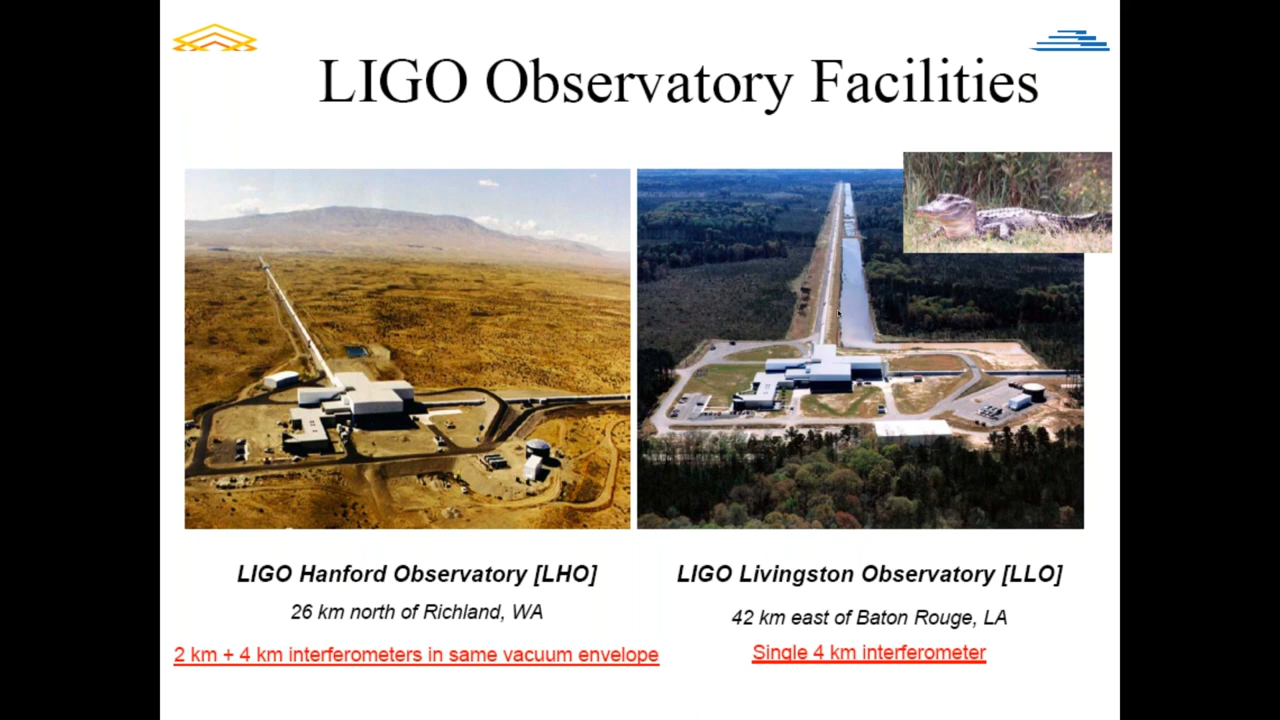 LIGO Observatory Facilities
LIGO Hanford Observatory [LHO]
26 km north of Richland, WA
2 km + 4 km interferometers in same vacuum envelope
LIGO Livingston Observatory [LLO]
42 km east of Baton Rouge, LA
Single 4 km interferometer